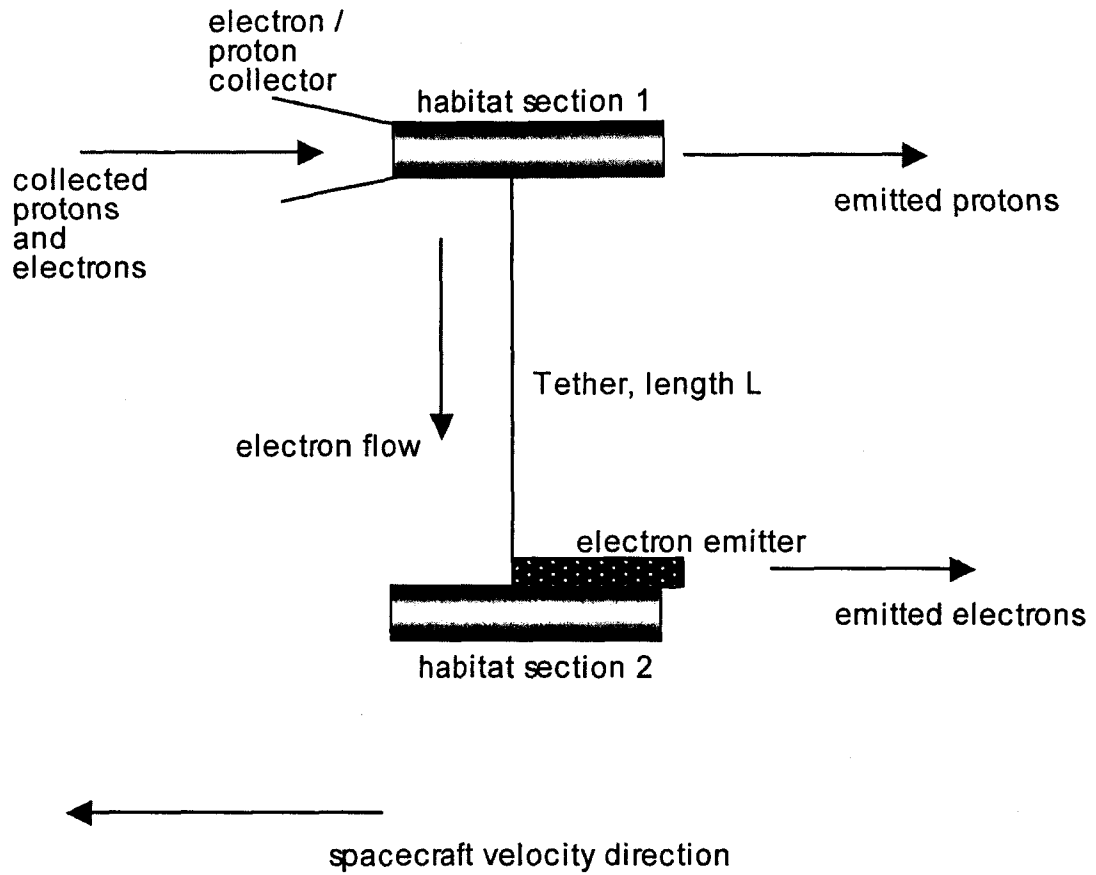 electron /
proton
collector
habitat section 1
collected
protons
and
electrons
emitted protons
Tether, length L
electron flow
electron emitter
emitted electrons
habitat section 2
spacecraft velocity direction